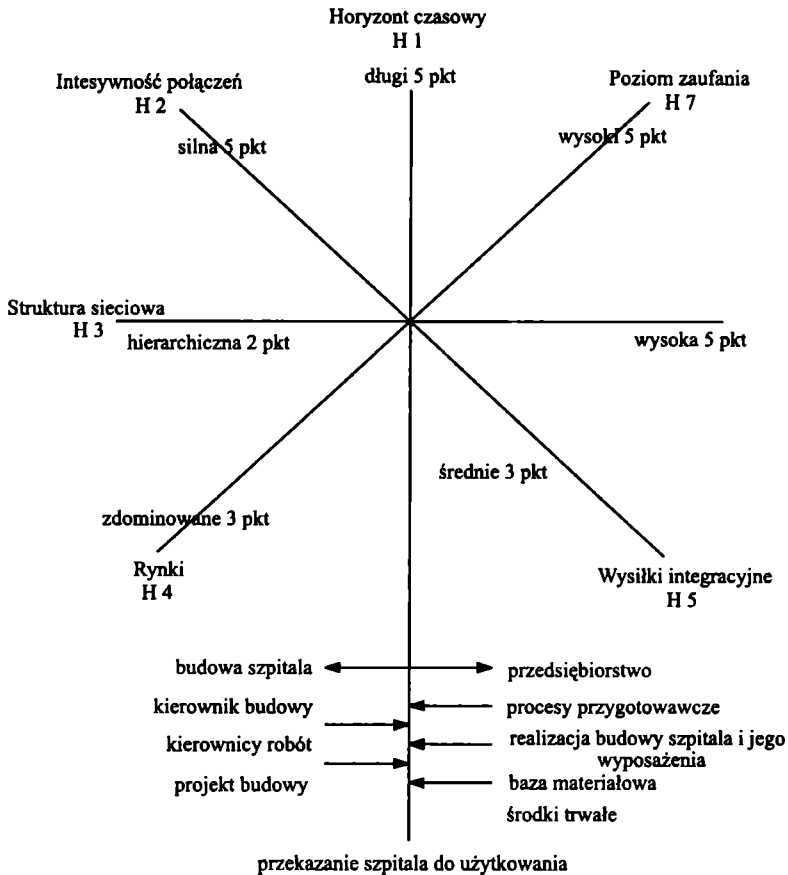 Horyzont czasowy
H 1
długi 5 pkt
Intesywność połączeń
H 2
silna 5 pkt
Poziom zaufania
H 7
wysoki 5 pkt
Struktura sieciowa
H 3
hierarchiczna 2 pkt
wysoka 5 pkt
średnie 3 pkt
zdominowane 3 pkt
Rynki
H 4
Wysiłki integracyjne
H 5
budowa szpitala
przedsiębiorstwo
kierownik budowy
procesy przygotowawcze
kierownicy robót
realizacja budowy szpitala i jego
wyposażenia
projekt budowy
baza materiałowa
środki trwałe
przekazanie szpitala do użytkowania